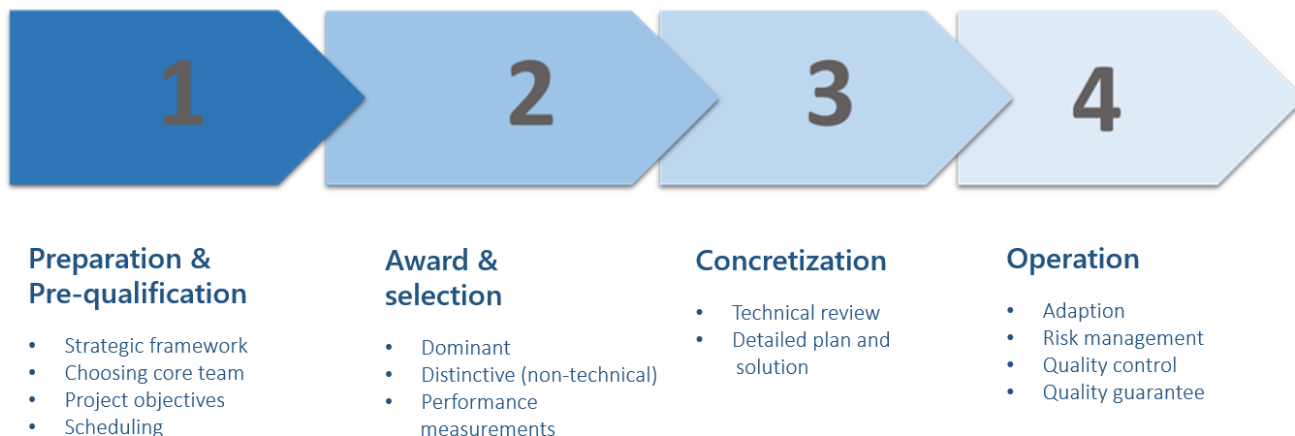 1
2
3
4
Preparation &
Pre-qualification
• Strategic framework
• Choosing core team
• Project objectives
• Scheduling
Award &
selection
• Dominant
• Distinctive (non-technical)
• Performance
measurements
Concretization
• Technical review
• Detailed plan and
solution
Operation
• Adaption
• Risk management
• Quality control
• Quality guarantee